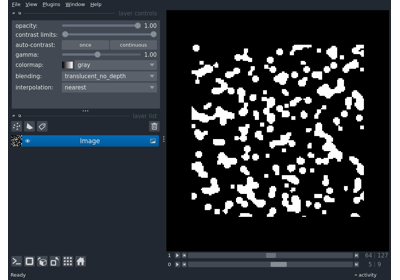 File View Plugins Window Help
layer controls
opacity: 1.00
contrast limits:
auto-contrast: once continuous
gamma: 1.00
colormap: gray
blending: translucent_no_depth
interpolation: nearest
layer list
Image
1 64 127
0 5 9
Ready activity